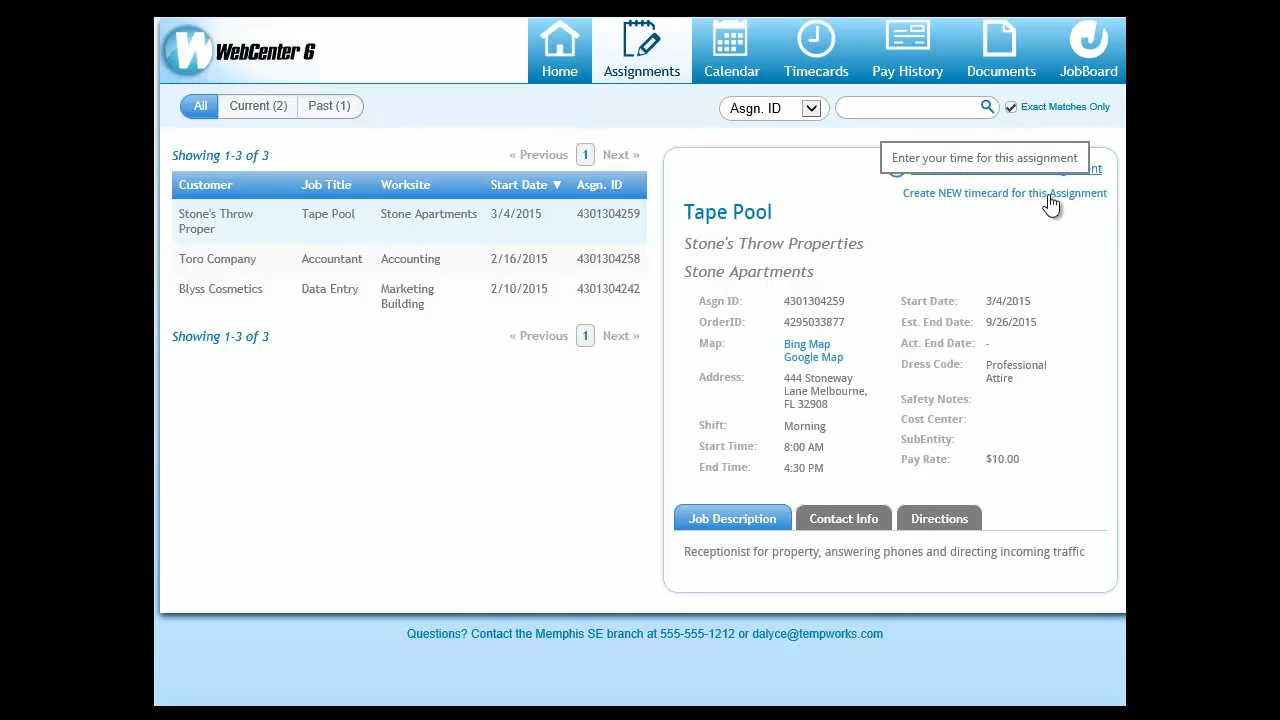 WebCenter 6
Home
Assignments
Calendar
Timecards
Pay History
Documents
JobBoard
All
Current (2)
Past (1)
Asgn. ID
Exact Matches Only
Showing 1-3 of 3
« Previous 1 Next »
Customer Job Title Worksite Start Date ▼ Asgn. ID
Stone's Throw Tape Pool Stone Apartments 3/4/2015 4301304259
Proper
Toro Company Accountant Accounting 2/16/2015 4301304258
Blyss Cosmetics Data Entry Marketing 2/10/2015 4301304242
Building
Showing 1-3 of 3
« Previous 1 Next »
Enter your time for this assignment
Create NEW timecard for this Assignment
Tape Pool
Stone's Throw Properties
Stone Apartments
Asgn ID: 4301304259
OrderID: 4295033877
Map: Bing Map
Google Map
Address: 444 Stoneway
Lane Melbourne,
FL 32908
Shift: Morning
Start Time: 8:00 AM
End Time: 4:30 PM
Start Date: 3/4/2015
Est. End Date: 9/26/2015
Act. End Date: -
Dress Code: Professional
Attire
Safety Notes:
Cost Center:
SubEntity:
Pay Rate: $10.00
Job Description
Contact Info
Directions
Receptionist for property, answering phones and directing incoming traffic
Questions? Contact the Memphis SE branch at 555-555-1212 or dalyce@tempworks.com